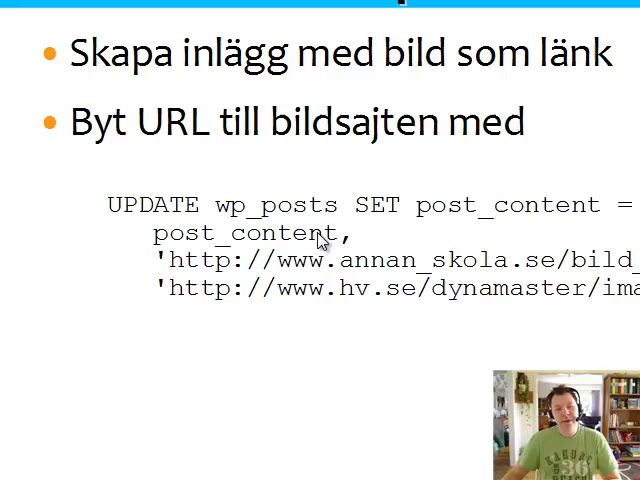 Skapa inlägg med bild som länk
Byt URL till bildsajten med
UPDATE wp_posts SET post_content =
post_content,
'http://www.annan_skola.se/bild_
'http://www.hv.se/dynamaster/ima